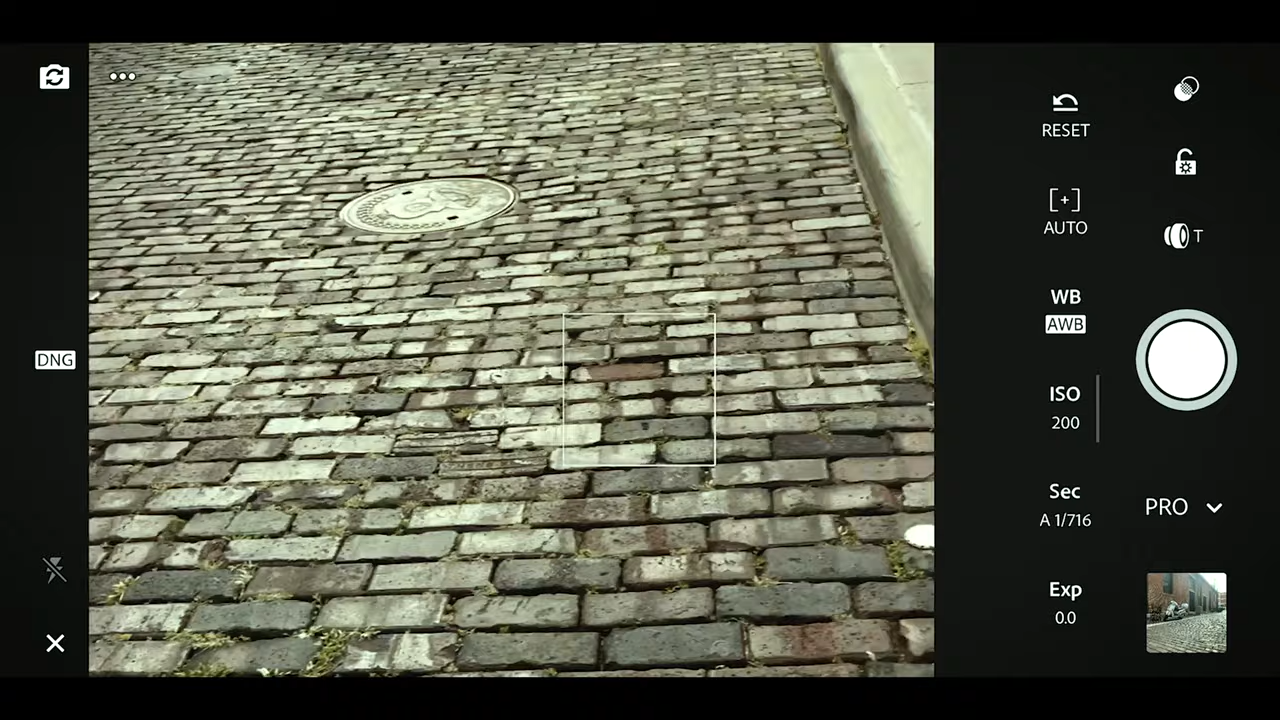 RESET
AUTO
T
WB
AWB
ISO
200
DNG
Sec
A 1/716
PRO
Exp
0.0